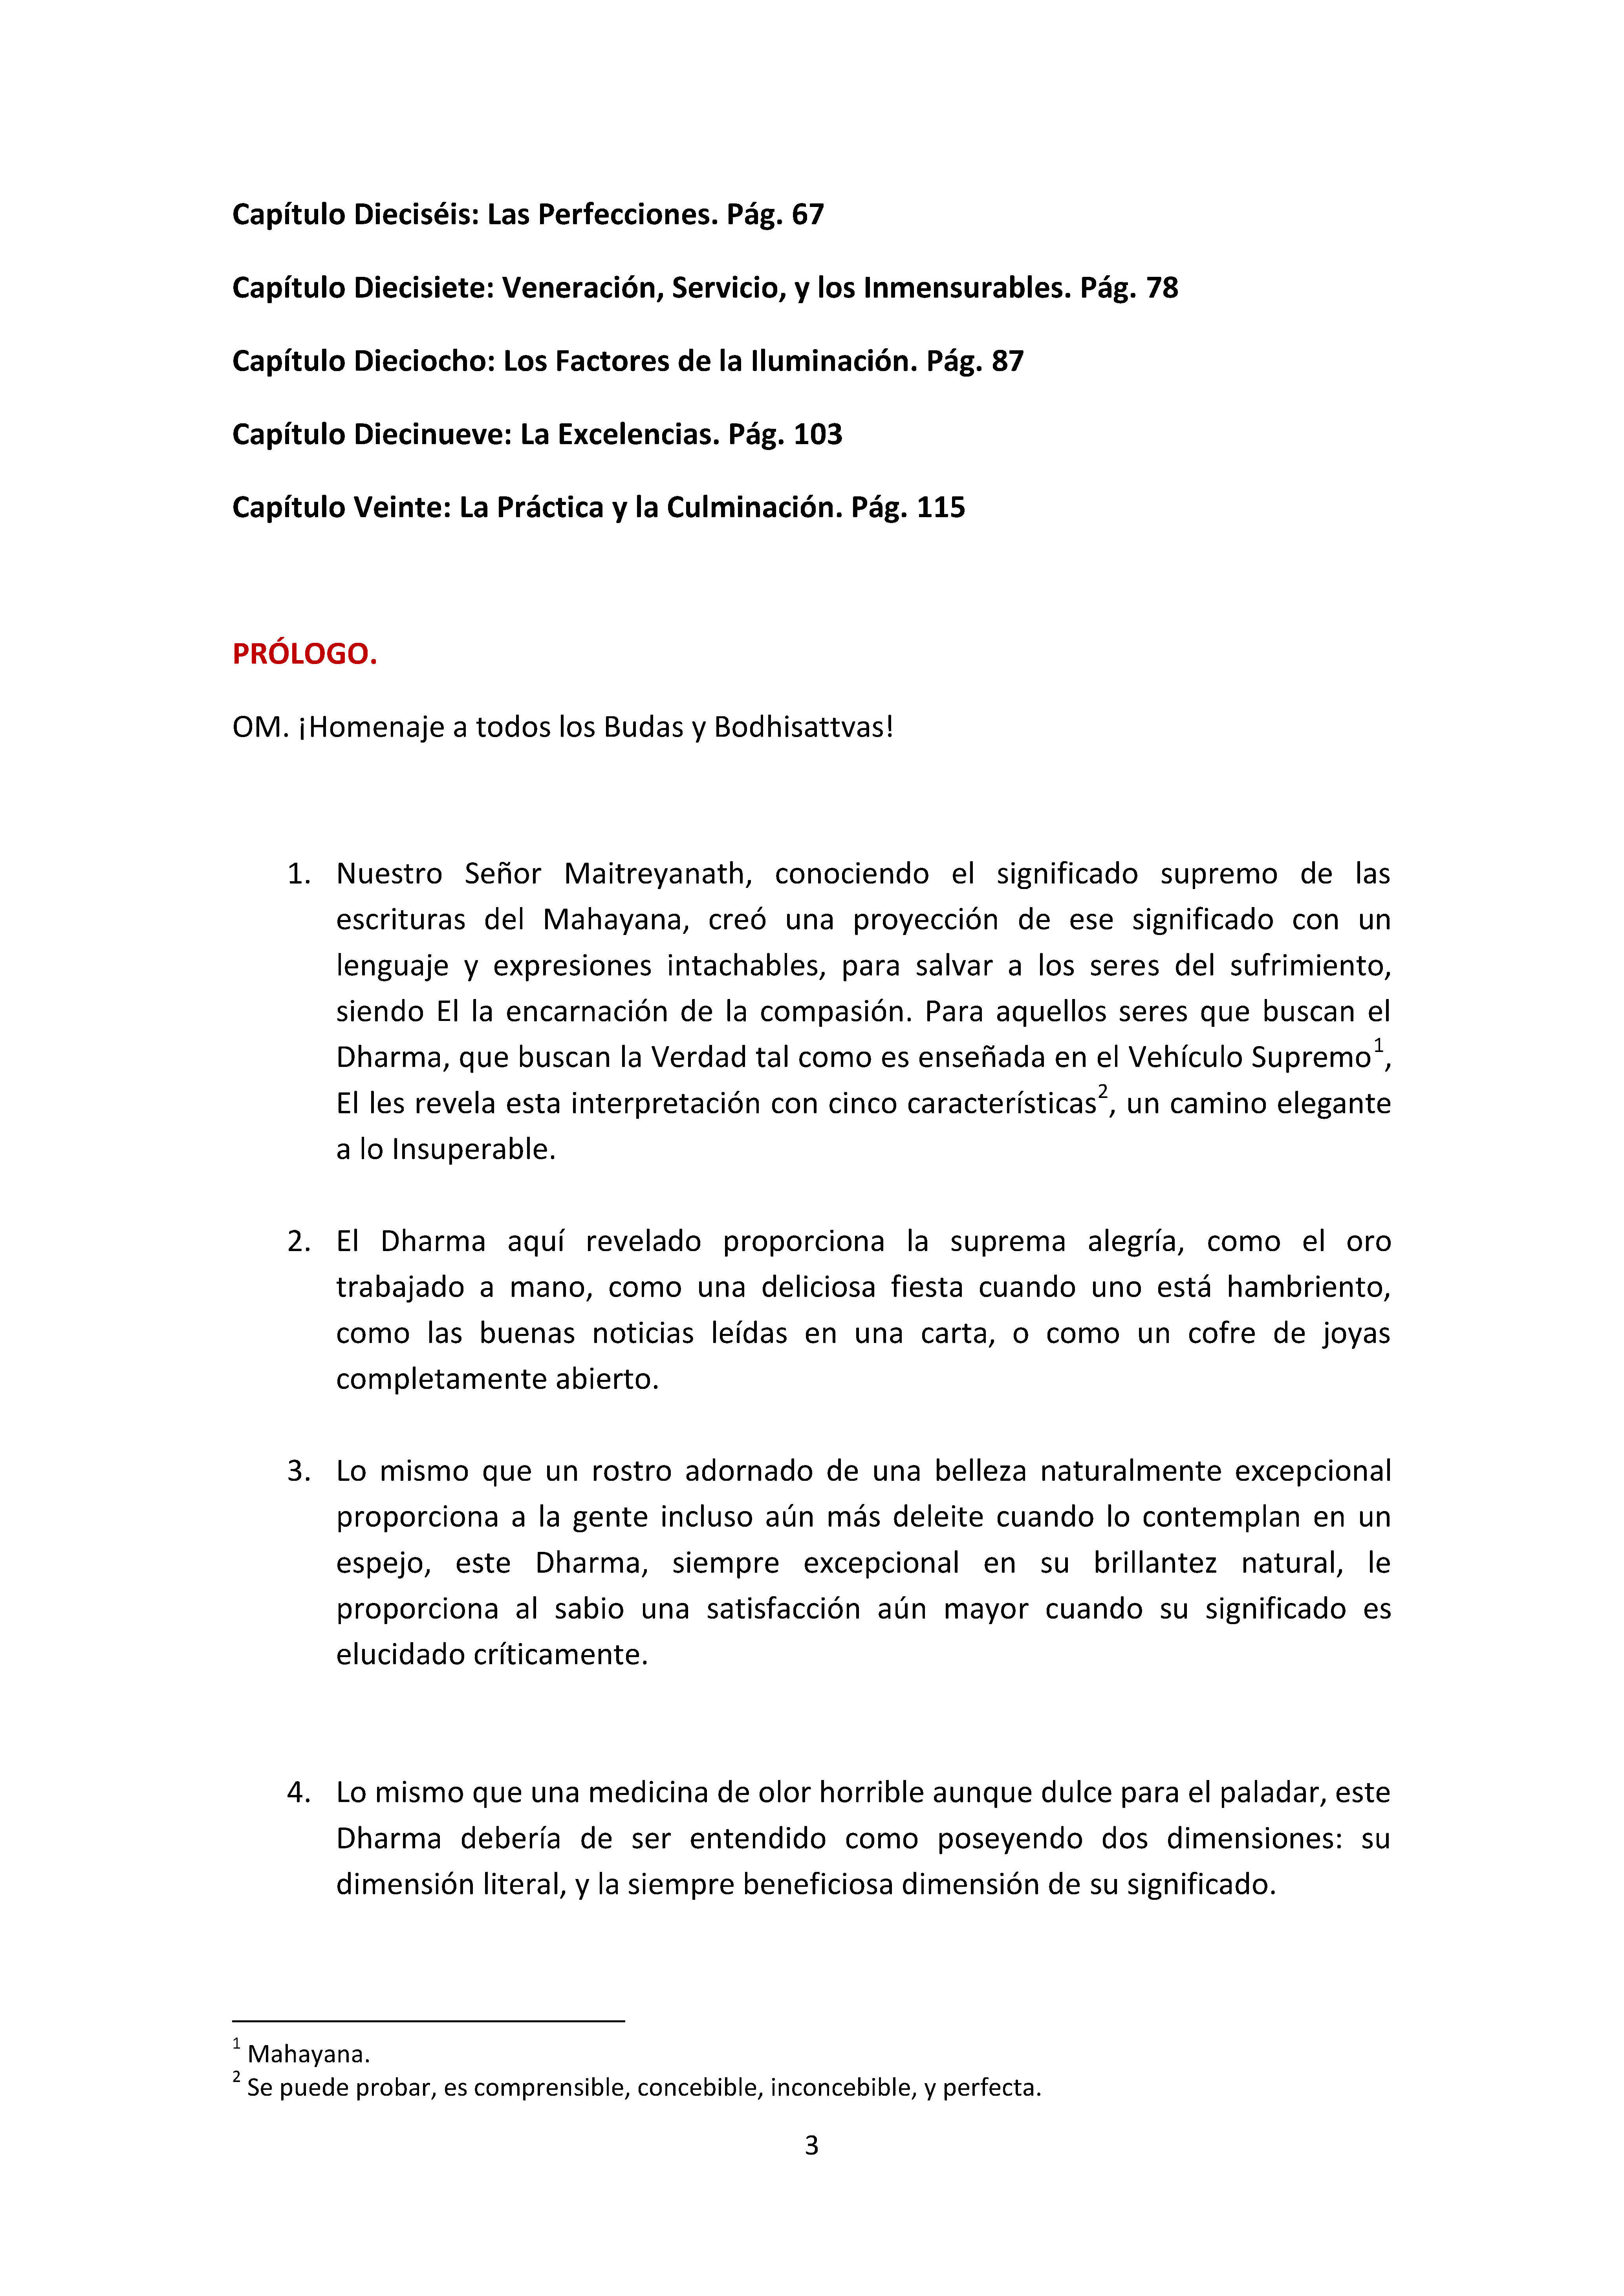 Capítulo Dieciséis: Las Perfecciones. Pág. 67
Capítulo Diecisiete: Veneración, Servicio, y los Inmensurables. Pág. 78
Capítulo Dieciocho: Los Factores de la Iluminación. Pág. 87
Capítulo Diecinueve: La Excelencias. Pág. 103
Capítulo Veinte: La Práctica y la Culminación. Pág. 115
PRÓLOGO.
OM. ¡Homenaje a todos los Budas y Bodhisattvas!
1. Nuestro Señor Maitreyanath, conociendo el significado supremo de las
escrituras del Mahayana, creó una proyección de ese significado con un
lenguaje y expresiones intachables, para salvar a los seres del sufrimiento,
siendo El la encarnación de la compasión. Para aquellos seres que buscan el
Dharma, que buscan la Verdad tal como es enseñada en el Vehículo Supremo1,
El les revela esta interpretación con cinco características2, un camino elegante
a lo Insuperable.
2. El Dharma aquí revelado proporciona la suprema alegría, como el oro
trabajado a mano, como una deliciosa fiesta cuando uno está hambriento,
como las buenas noticias leídas en una carta, o como un cofre de joyas
completamente abierto.
3. Lo mismo que un rostro adornado de una belleza naturalmente excepcional
proporciona a la gente incluso aún más deleite cuando lo contemplan en un
espejo, este Dharma, siempre excepcional en su brillantez natural, le
proporciona al sabio una satisfacción aún mayor cuando su significado es
elucidado críticamente.
4. Lo mismo que una medicina de olor horrible aunque dulce para el paladar, este
Dharma debería de ser entendido como poseyendo dos dimensiones: su
dimensión literal, y la siempre beneficiosa dimensión de su significado.
1 Mahayana.
2 Se puede probar, es comprensible, concebible, inconcebible, y perfecta.
3